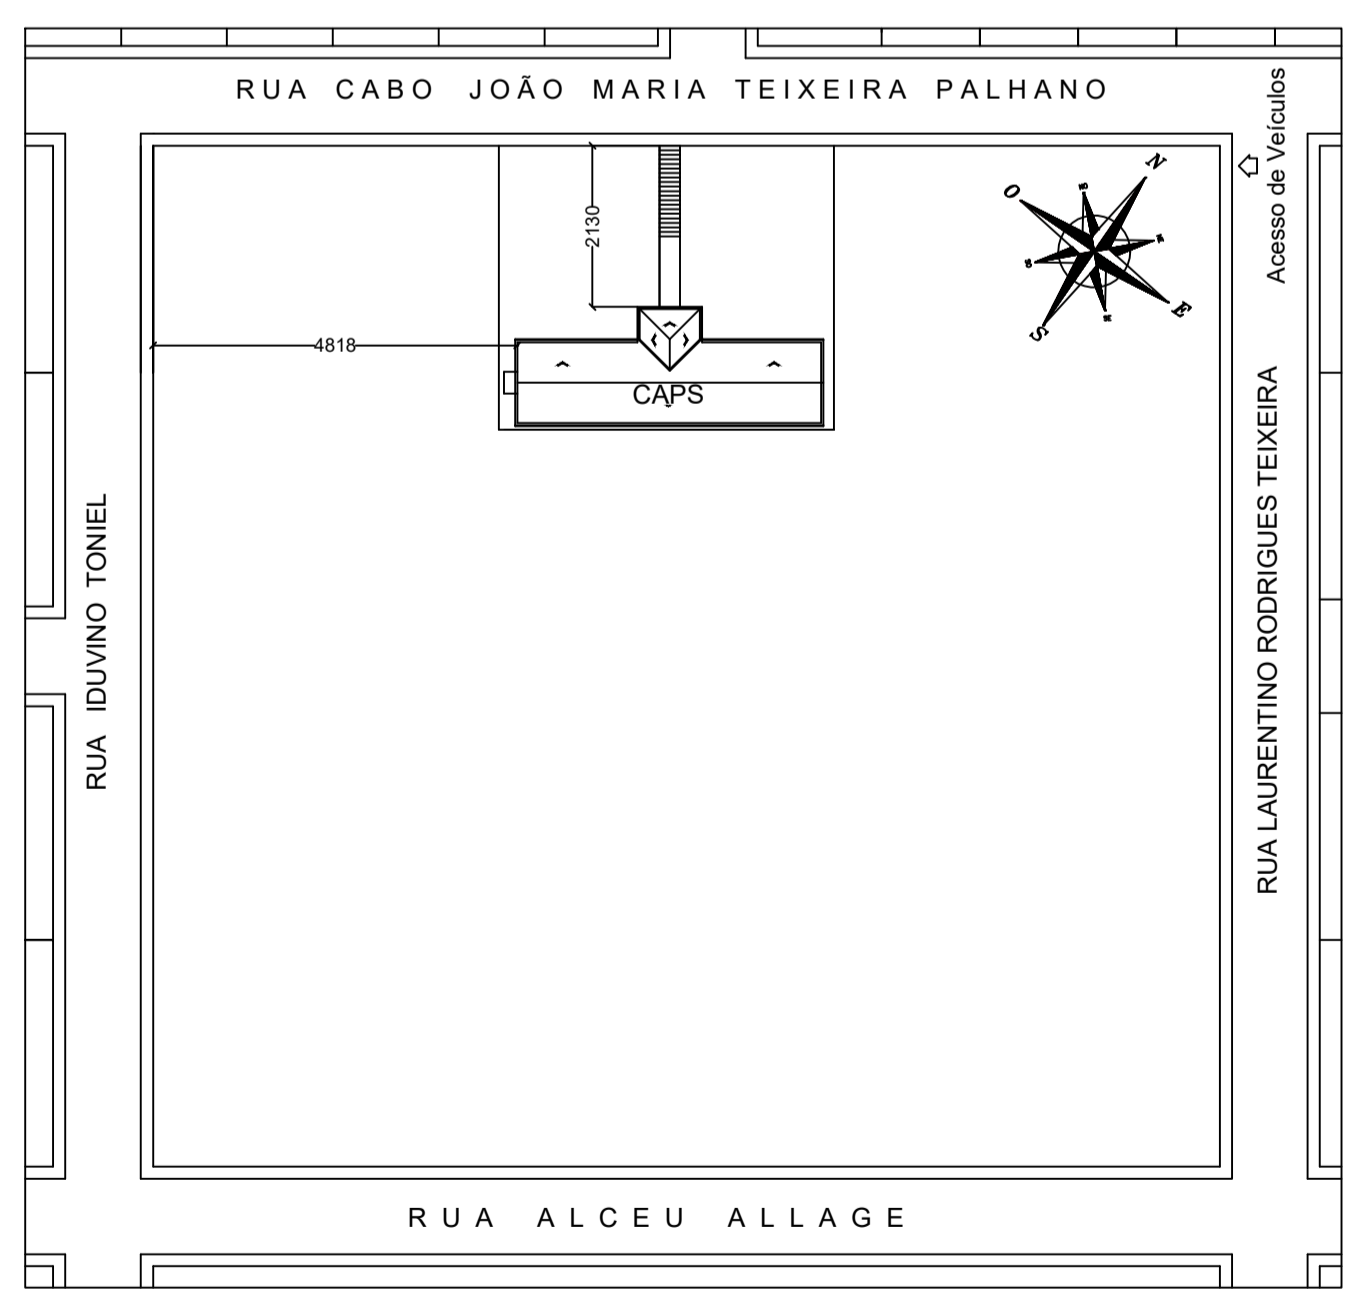 RUA CABO JOÃO MARIA TEIXEIRA PALHANO
Acesso de Veículos
N
O
E
S
2130
4818
CAPS
RUA IDUVINO TONIEL
RUA LAURENTINO RODRIGUES TEIXEIRA
RUA ALCEU ALLAGE